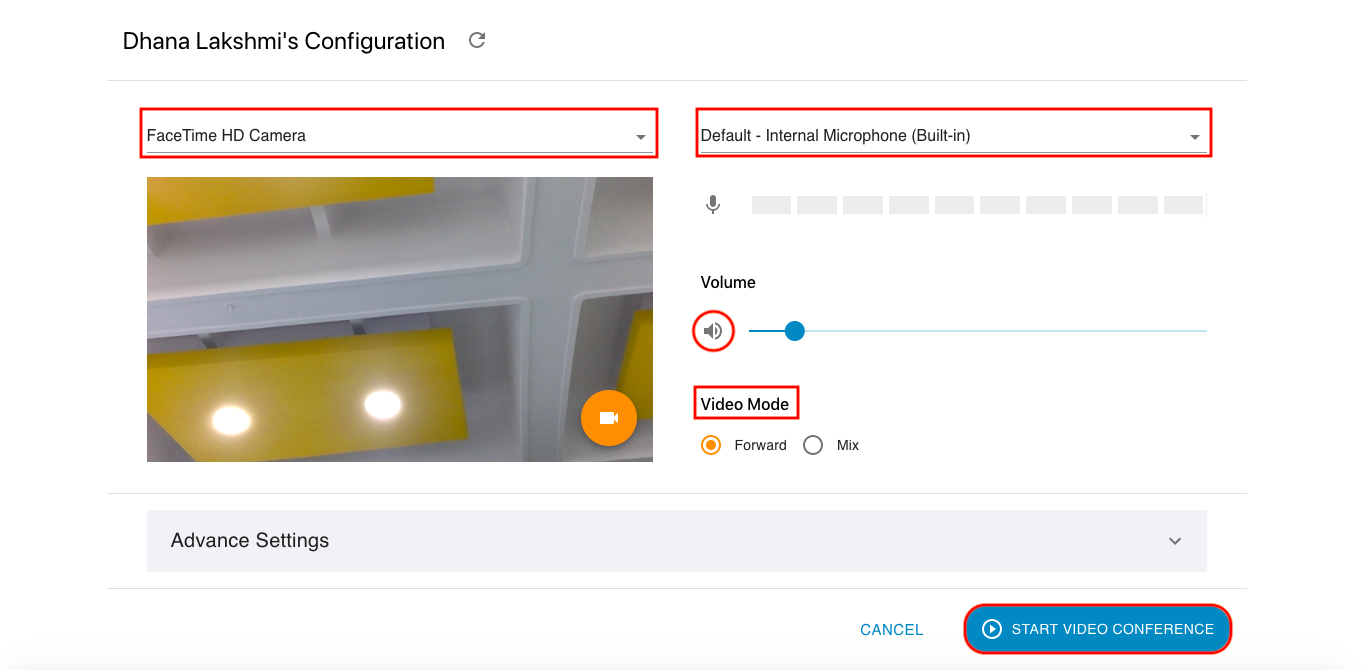 Dhana Lakshmi's Configuration
FaceTime HD Camera
Default - Internal Microphone (Built-in)
Volume
Video Mode
Forward
Mix
Advance Settings
CANCEL
START VIDEO CONFERENCE